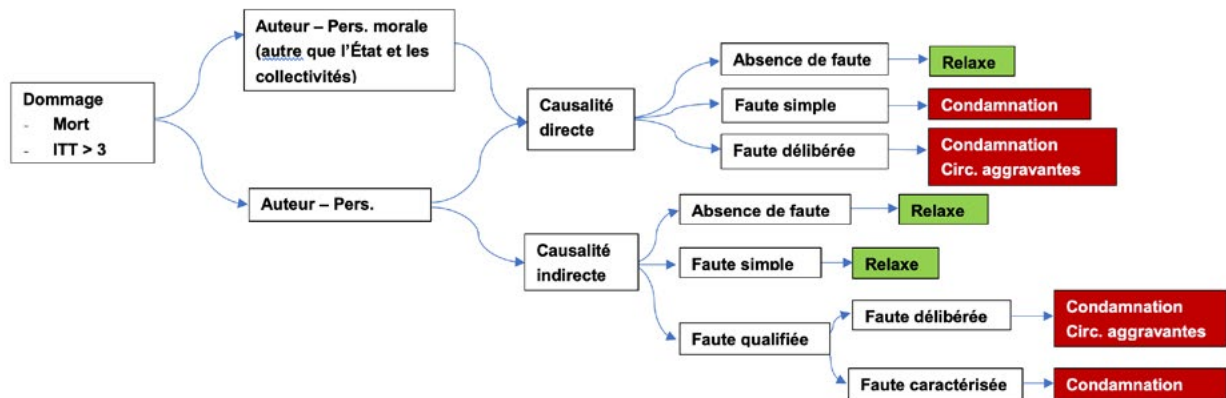 Auteur – Pers. morale
(autre que l'État et les
collectivités)
Dommage
- Mort
- ITT > 3
Auteur – Pers.
Causalité
directe
Absence de faute
Relaxe
Faute simple
Condamnation
Faute délibérée
Condamnation
Circ. aggravantes
Causalité
indirecte
Absence de faute
Relaxe
Faute simple
Relaxe
Faute qualifiée
Faute délibérée
Condamnation
Circ. aggravantes
Faute caractérisée
Condamnation